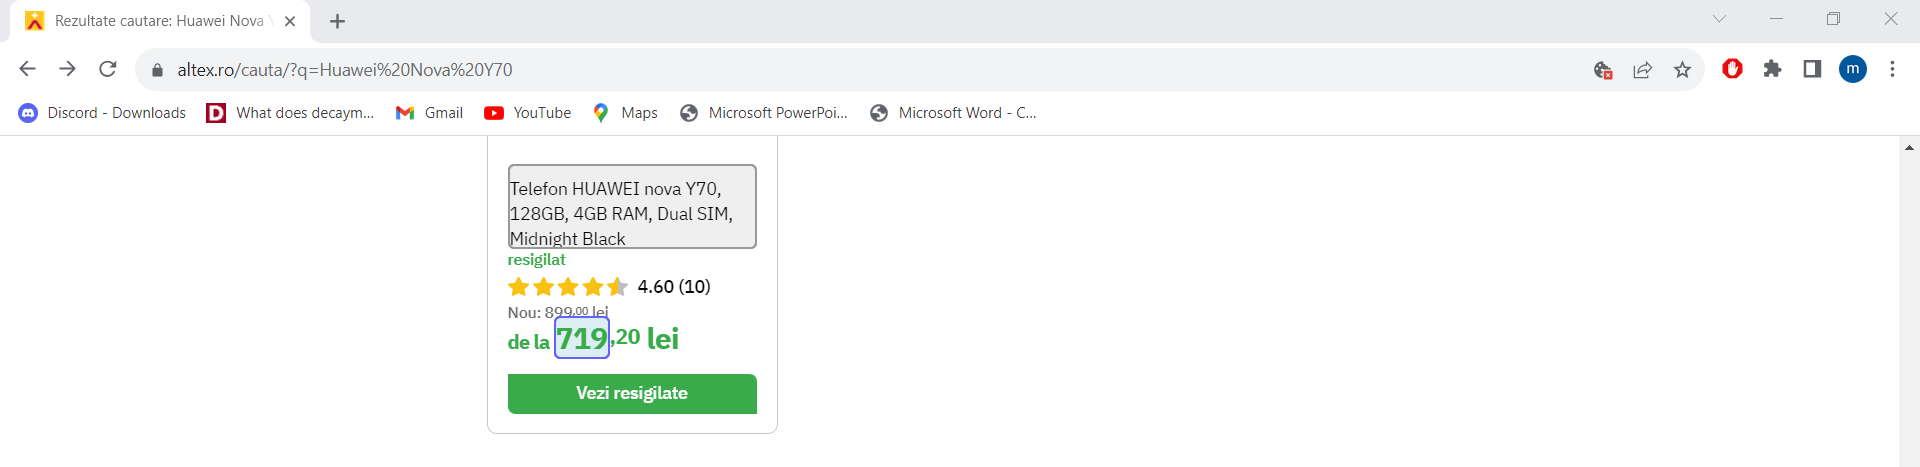 Rezultate cautare: Huawei Nova Y
altex.ro/cauta/?q=Huawei%20Nova%20Y70
m
Discord - Downloads
What does decaym...
Gmail
YouTube
Maps
Microsoft PowerPoi...
Microsoft Word - C...
Telefon HUAWEI nova Y70,
128GB, 4GB RAM, Dual SIM,
Midnight Black
resigilat
4.60 (10)
Nou: 899,00 lei
de la 719,20 lei
Vezi resigilate